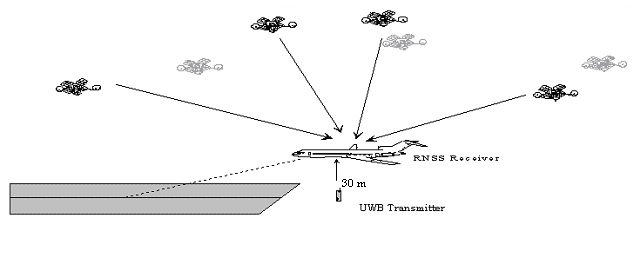 RNSS Receiver
30 m
UWB Transmitter